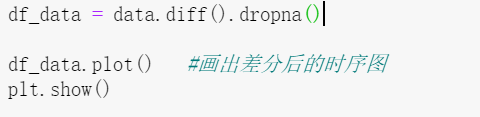 df_data = data.diff().dropna()
df_data.plot() #画出差分后的时序图
plt.show()